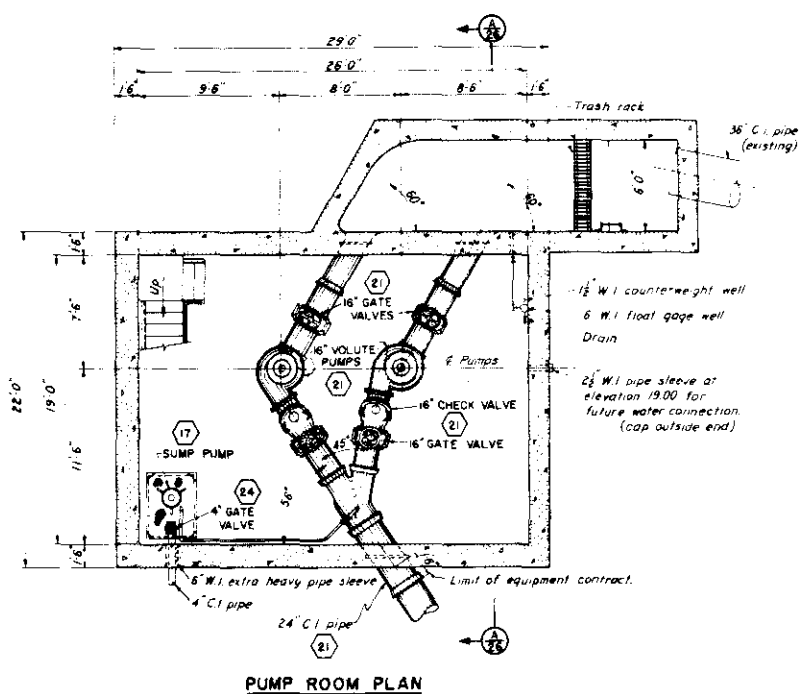 A
26
29'-0"
26'-0"
1'-6"
9'-6"
8'-0"
8'-6"
1'-6"
Trash rack
36" C.I. pipe
(existing)
6'-0"
60°
60°
1'-6"
22'-0"
19'-0"
7'-6"
11'-6"
1'-6"
Up
21
16" GATE
VALVES
16" VOLUTE
PUMPS
21
℄ Pumps
1½" W.I. counterweight well
6" W.I. float gage well
Drain
2½" W.I. pipe sleeve at
elevation 19.00 for
future water connection.
(cap outside end)
16" CHECK VALVE
21
16" GATE VALVE
45°
17
SUMP PUMP
24
4" GATE
VALVE
56°
6" W.I. extra heavy pipe sleeve
4" C.I. pipe
Limit of equipment contract.
24" C.I. pipe
21
A
26
PUMP ROOM PLAN